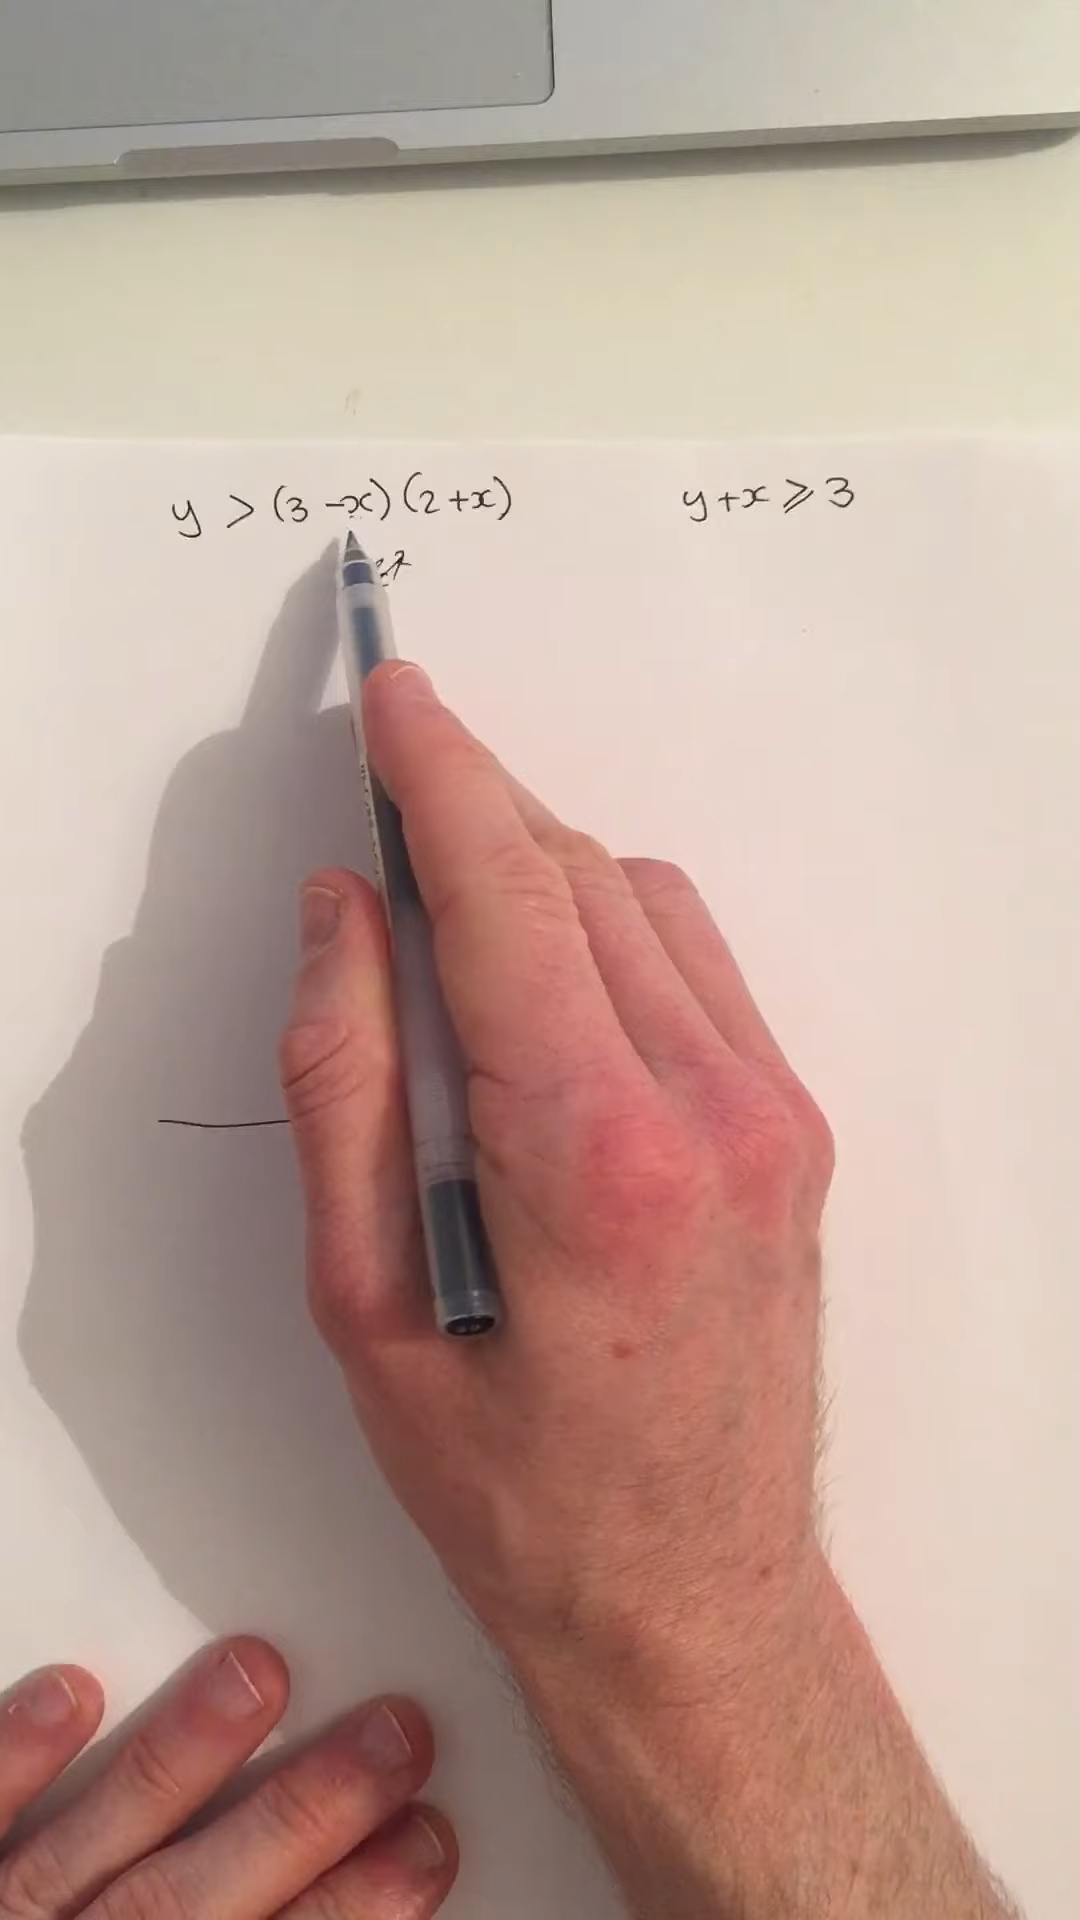 y > (3 -x) (2 +x)
y +x ⩾ 3